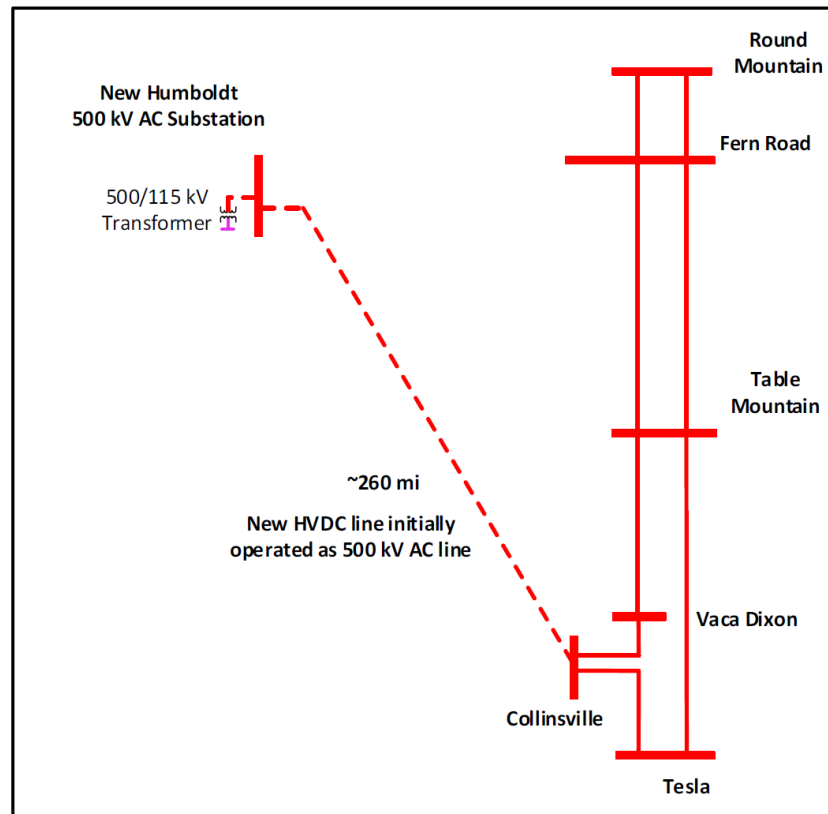 Round
Mountain
New Humboldt
500 kV AC Substation
Fern Road
500/115 kV
Transformer
Table
Mountain
~260 mi
New HVDC line initially
operated as 500 kV AC line
Vaca Dixon
Collinsville
Tesla